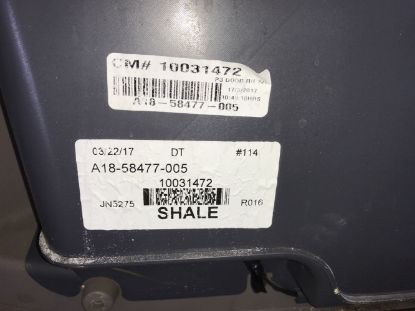 CM# 10031472
A18-58477-005
03/22/17 DT #114
A18-58477-005
10031472
JN5275 R016
SHALE